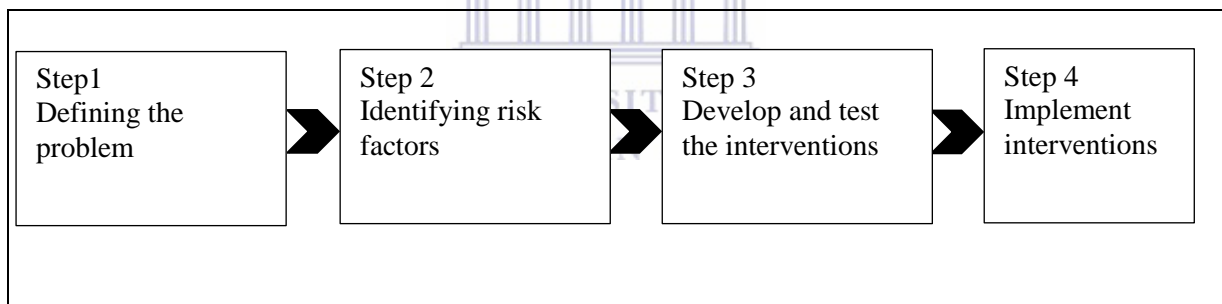 Step1
Defining the
problem
Step 2
Identifying risk
factors
Step 3
Develop and test
the interventions
Step 4
Implement
interventions